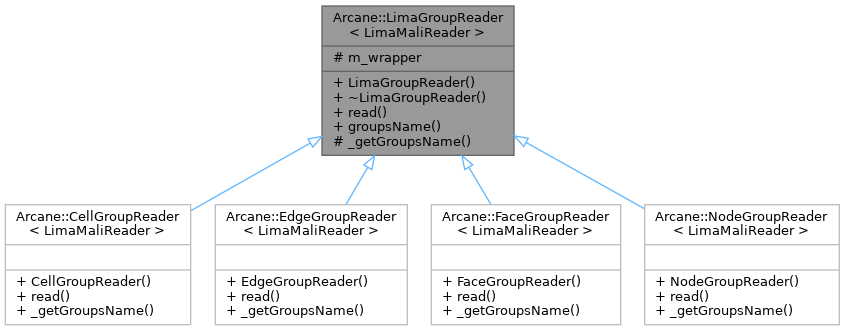 Arcane::LimaGroupReader
< LimaMaliReader >
# m_wrapper
+ LimaGroupReader()
+ ~LimaGroupReader()
+ read()
+ groupsName()
# _getGroupsName()
Arcane::CellGroupReader
< LimaMaliReader >
+ CellGroupReader()
+ read()
+ _getGroupsName()
Arcane::EdgeGroupReader
< LimaMaliReader >
+ EdgeGroupReader()
+ read()
+ _getGroupsName()
Arcane::FaceGroupReader
< LimaMaliReader >
+ FaceGroupReader()
+ read()
+ _getGroupsName()
Arcane::NodeGroupReader
< LimaMaliReader >
+ NodeGroupReader()
+ read()
+ _getGroupsName()